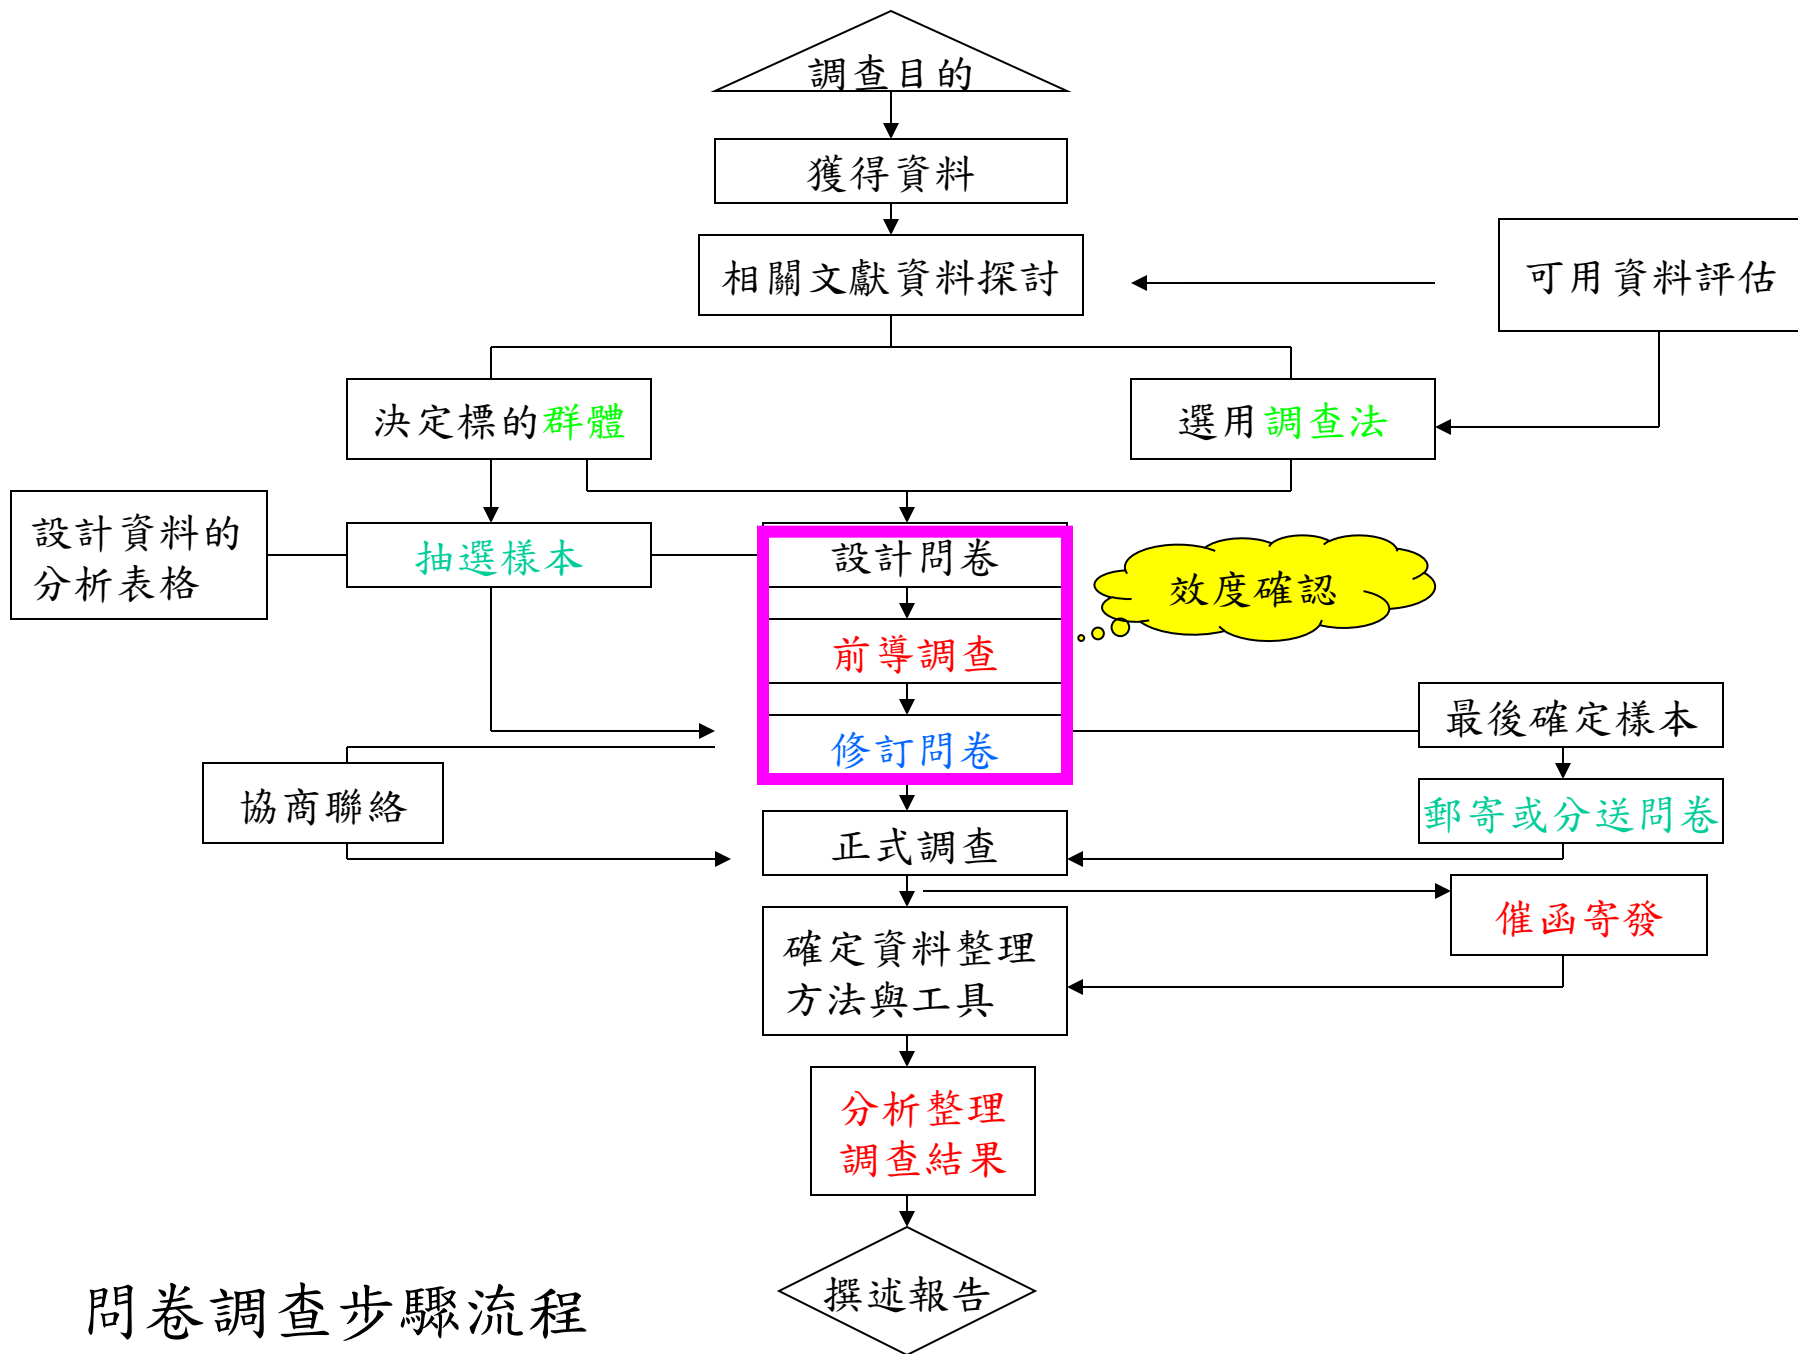 調查目的
獲得資料
相關文獻資料探討
可用資料評估
決定標的群體
選用調查法
設計資料的
分析表格
抽選樣本
設計問卷
效度確認
前導調查
最後確定樣本
修訂問卷
協商聯絡
郵寄或分送問卷
正式調查
催函寄發
確定資料整理
方法與工具
分析整理
調查結果
撰述報告
問卷調查步驟流程